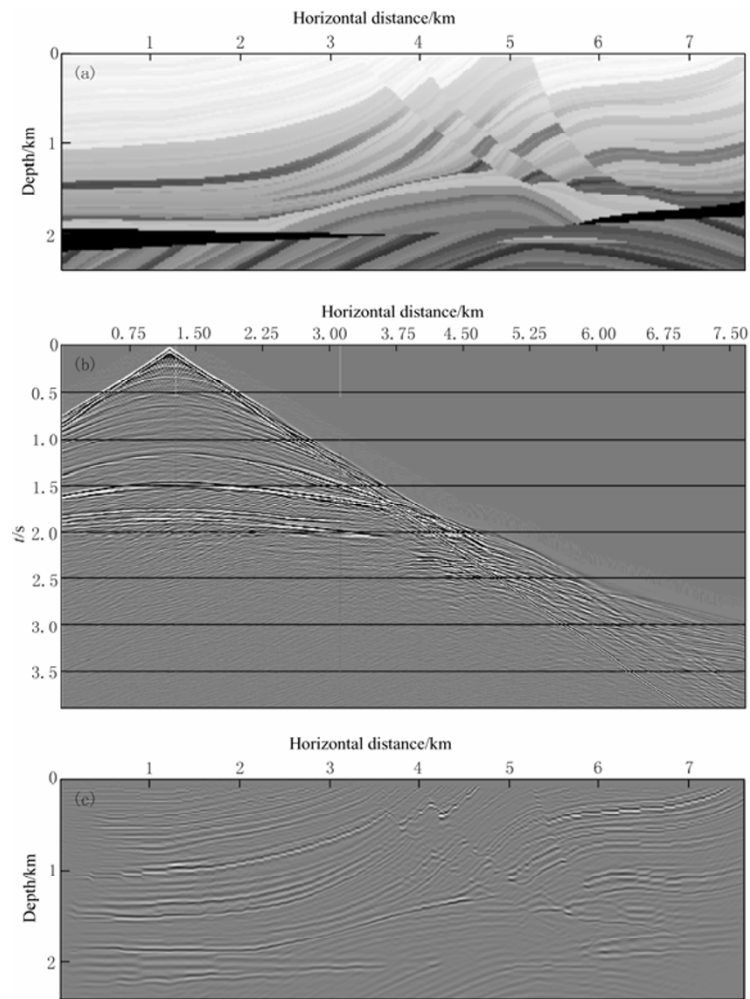 Horizontal distance/km
1 2 3 4 5 6 7
0
(a)
1
Depth/km
2
Horizontal distance/km
0.75 1.50 2.25 3.00 3.75 4.50 5.25 6.00 6.75 7.50
0
(b)
0.5
1.0
1.5
t/s
2.0
2.5
3.0
3.5
Horizontal distance/km
1 2 3 4 5 6 7
0
(c)
1
Depth/km
2